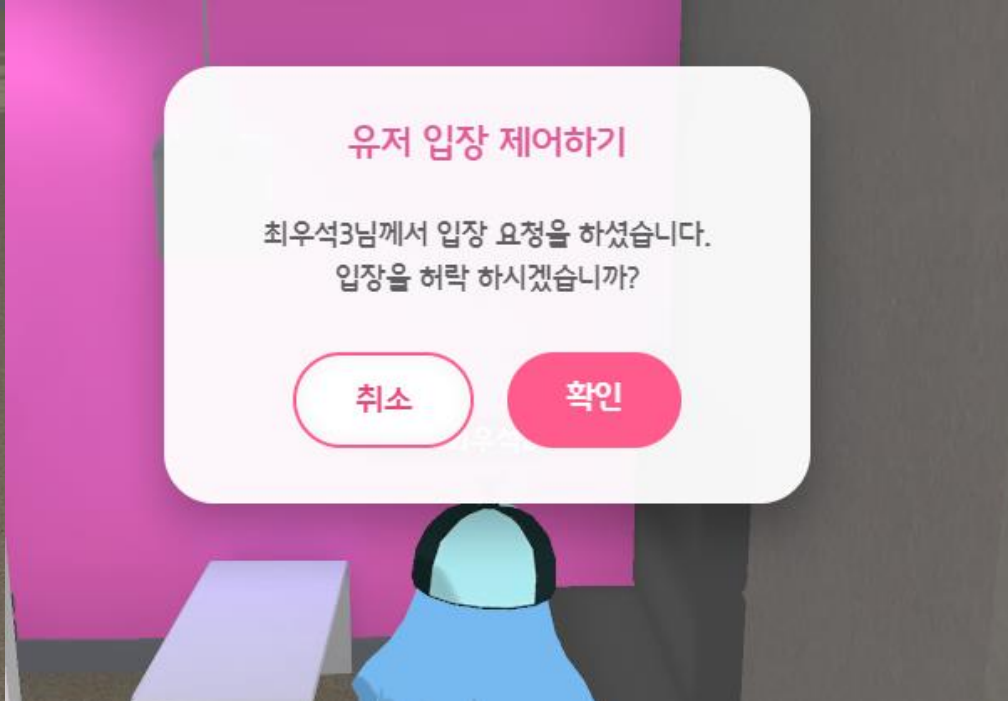 유저 입장 제어하기
최우석3님께서 입장 요청을 하셨습니다.
입장을 허락 하시겠습니까?
취소
확인